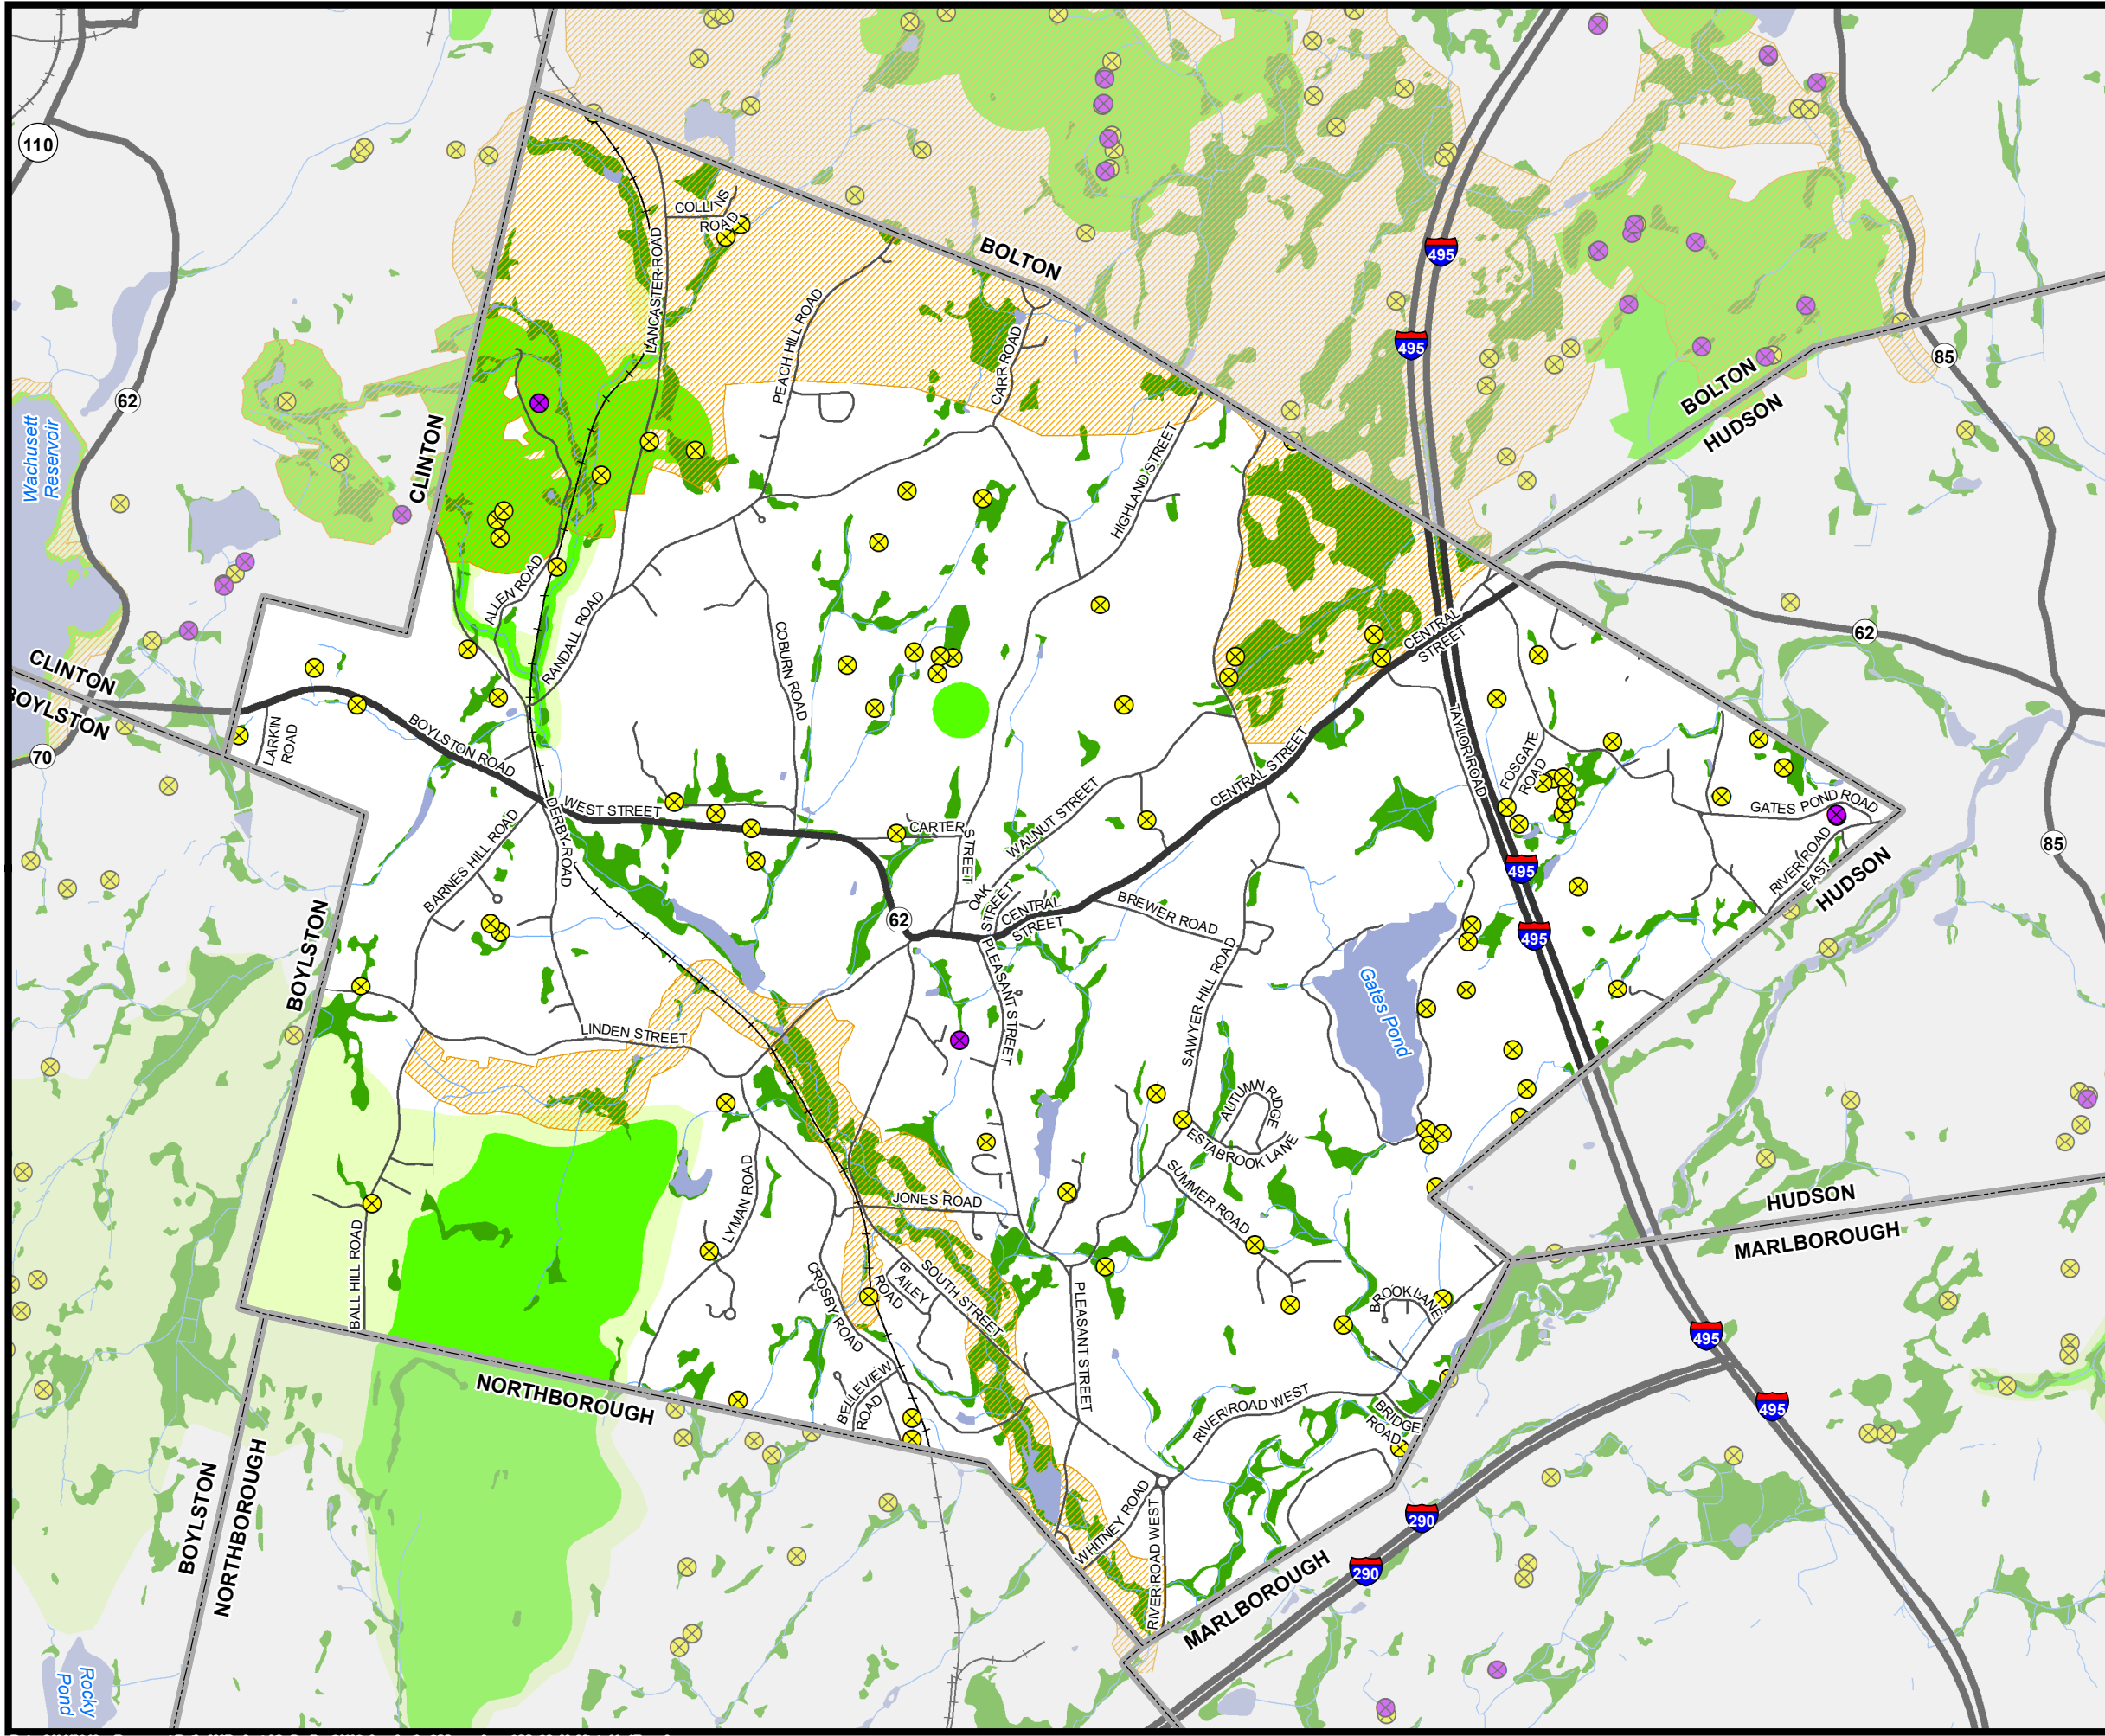 110
COLLINS
ROAD
BOLTON
495
LANCASTER ROAD
PEACH HILL ROAD
CARR ROAD
495
BOLTON
HUDSON
85
62
Wachusett
Reservoir
CLINTON
HIGHLAND STREET
ALLEN ROAD
RANDALL ROAD
COBURN ROAD
CENTRAL
STREET
62
CLINTON
BOYLSTON
70
LARKIN
ROAD
BOYLSTON ROAD
WEST STREET
DERBY ROAD
BARNES HILL ROAD
CARTER
STREET
WALNUT STREET
CENTRAL STREET
TAYLOR ROAD
FOSGATE
ROAD
GATES POND ROAD
RIVER ROAD
EAST
HUDSON
85
495
495
62
OAK
STREET
CENTRAL
STREET
BREWER ROAD
BOYLSTON
PLEASANT STREET
SAWYER HILL ROAD
Gates Pond
LINDEN STREET
AUTUMN RIDGE
ESTABROOK LANE
SUMMER ROAD
LYMAN ROAD
JONES ROAD
HUDSON
MARLBOROUGH
BALL HILL ROAD
CROSBY ROAD
BAILEY
ROAD
SOUTH STREET
PLEASANT STREET
BROOK LANE
495
495
NORTHBOROUGH
BELLEVIEW
ROAD
RIVER ROAD WEST
BRIDGE
ROAD
BOYLSTON
NORTHBOROUGH
WHITNEY ROAD
RIVER ROAD WEST
MARLBOROUGH
290
290
Rocky
Pond